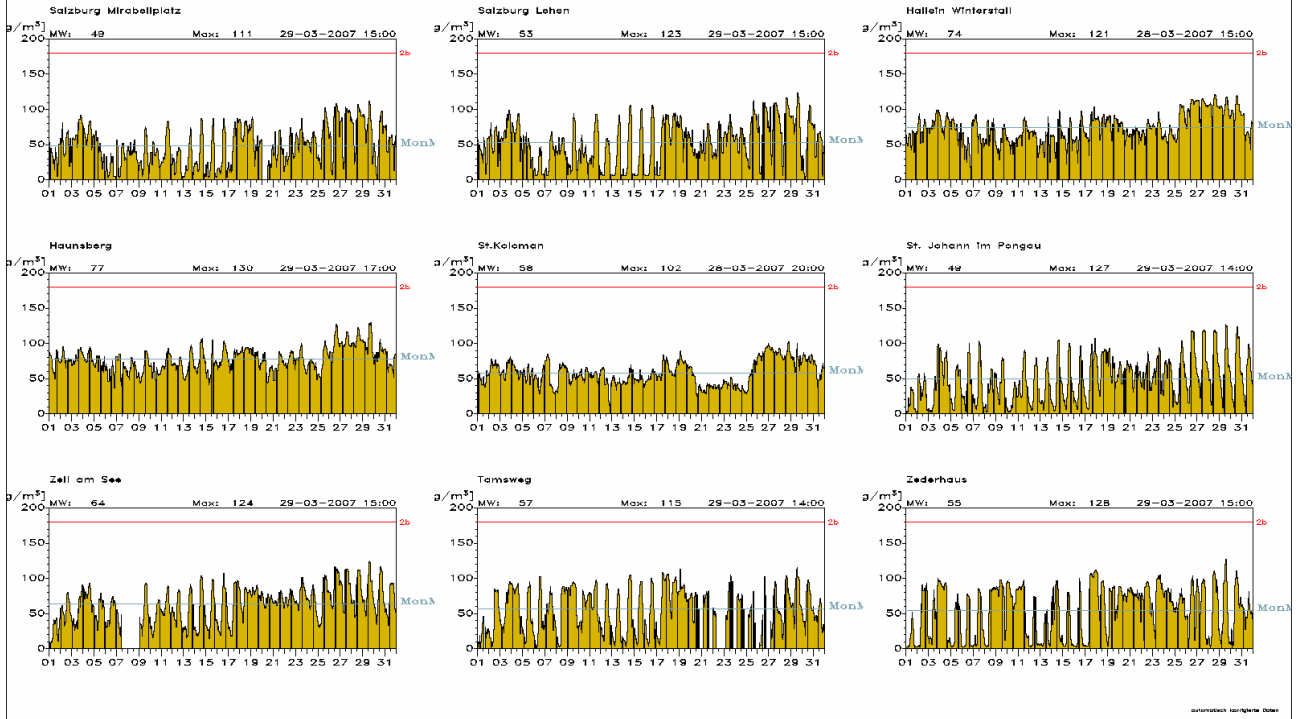 Salzburg Mirabellplatz
g/m³]
MW: 49 Max: 111 29-03-2007 15:00
200
150
100
50
0
2b
MonM
01 03 05 07 09 11 13 15 17 19 21 23 25 27 29 31
Salzburg Lehen
g/m³]
MW: 53 Max: 123 29-03-2007 15:00
200
150
100
50
0
2b
MonM
01 03 05 07 09 11 13 15 17 19 21 23 25 27 29 31
Hallein Winterstall
g/m³]
MW: 74 Max: 121 28-03-2007 15:00
200
150
100
50
0
2b
MonM
01 03 05 07 09 11 13 15 17 19 21 23 25 27 29 31
Haunsberg
g/m³]
MW: 77 Max: 130 29-03-2007 17:00
200
150
100
50
0
2b
MonM
01 03 05 07 09 11 13 15 17 19 21 23 25 27 29 31
St.Koloman
g/m³]
MW: 58 Max: 102 28-03-2007 20:00
200
150
100
50
0
2b
MonM
01 03 05 07 09 11 13 15 17 19 21 23 25 27 29 31
St. Johann im Pongau
g/m³]
MW: 49 Max: 127 29-03-2007 14:00
200
150
100
50
0
2b
MonM
01 03 05 07 09 11 13 15 17 19 21 23 25 27 29 31
Zell am See
g/m³]
MW: 64 Max: 124 29-03-2007 15:00
200
150
100
50
0
2b
MonM
01 03 05 07 09 11 13 15 17 19 21 23 25 27 29 31
Tamsweg
g/m³]
MW: 57 Max: 115 29-03-2007 14:00
200
150
100
50
0
2b
MonM
01 03 05 07 09 11 13 15 17 19 21 23 25 27 29 31
Zederhaus
g/m³]
MW: 55 Max: 128 29-03-2007 15:00
200
150
100
50
0
2b
MonM
01 03 05 07 09 11 13 15 17 19 21 23 25 27 29 31
automatisch korrigierte Daten